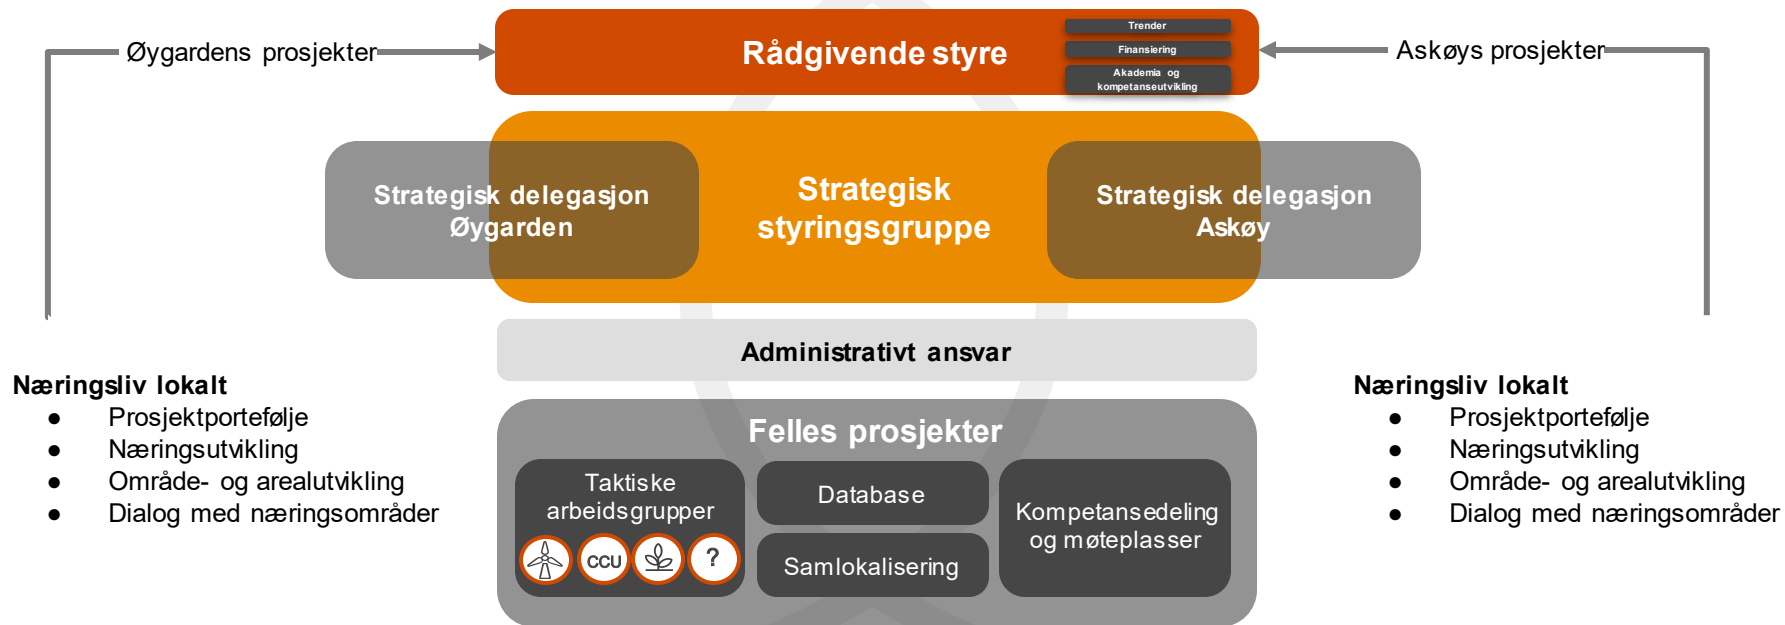 Øygardens prosjekter
Rådgivende styre
Trender
Finansiering
Akademia og
kompetanseutvikling
Askøys prosjekter
Strategisk delegasjon
Øygarden
Strategisk
styringsgruppe
Strategisk delegasjon
Askøy
Administrativt ansvar
Næringsliv lokalt
● Prosjektportefølje
● Næringsutvikling
● Område- og arealutvikling
● Dialog med næringsområder
Felles prosjekter
Taktiske
arbeidsgrupper
CCU
?
Database
Samlokalisering
Kompetansedeling
og møteplasser
Næringsliv lokalt
● Prosjektportefølje
● Næringsutvikling
● Område- og arealutvikling
● Dialog med næringsområder